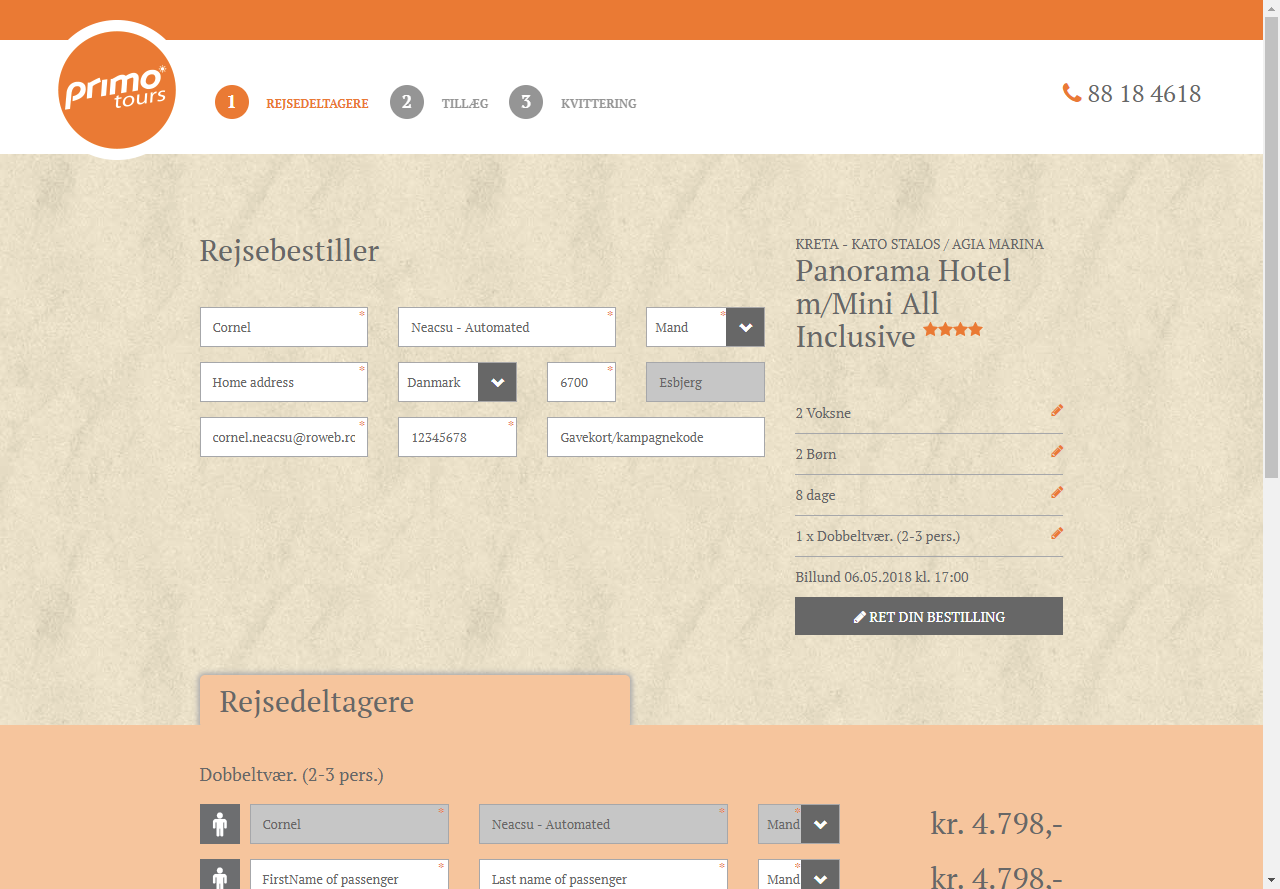 primo
tours
1 REJSEDELTAGERE 2 TILLÆG 3 KVITTERING
88 18 4618
Rejsebestiller
Cornel * Neacsu - Automated * Mand *
Home address * Danmark 6700 * Esbjerg
cornel.neacsu@roweb.ro * 12345678 * Gavekort/kampagnekode
KRETA - KATO STALOS / AGIA MARINA
Panorama Hotel
m/Mini All
Inclusive
2 Voksne
2 Børn
8 dage
1 x Dobbeltvær. (2-3 pers.)
Billund 06.05.2018 kl. 17:00
RET DIN BESTILLING
Rejsedeltagere
Dobbeltvær. (2-3 pers.)
Cornel * Neacsu - Automated * Mand * kr. 4.798,-
FirstName of passenger * Last name of passenger * Mand * kr. 4.798,-